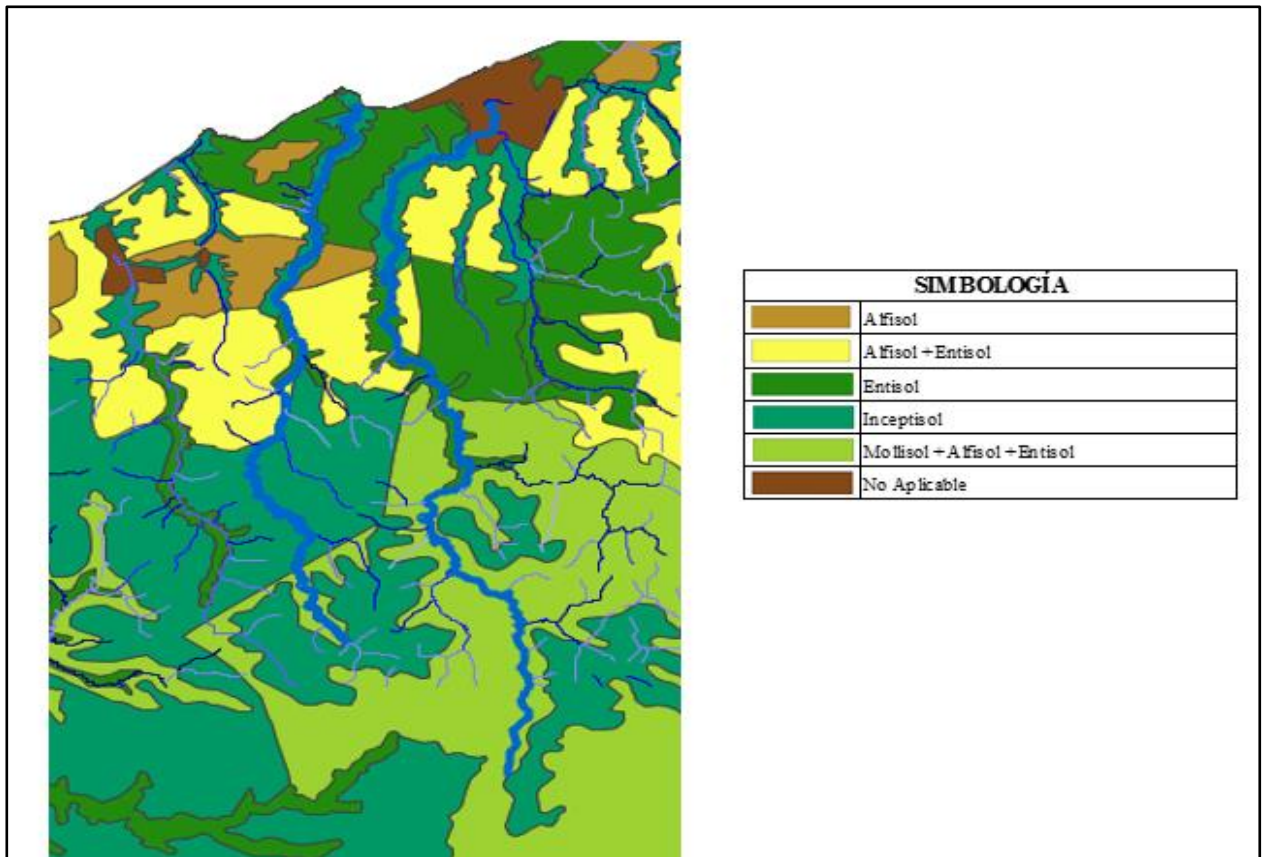 SIMBOLOGÍA
Alfisol
Alfisol + Entisol
Entisol
Inceptisol
Mollisol + Alfisol + Entisol
No Aplicable